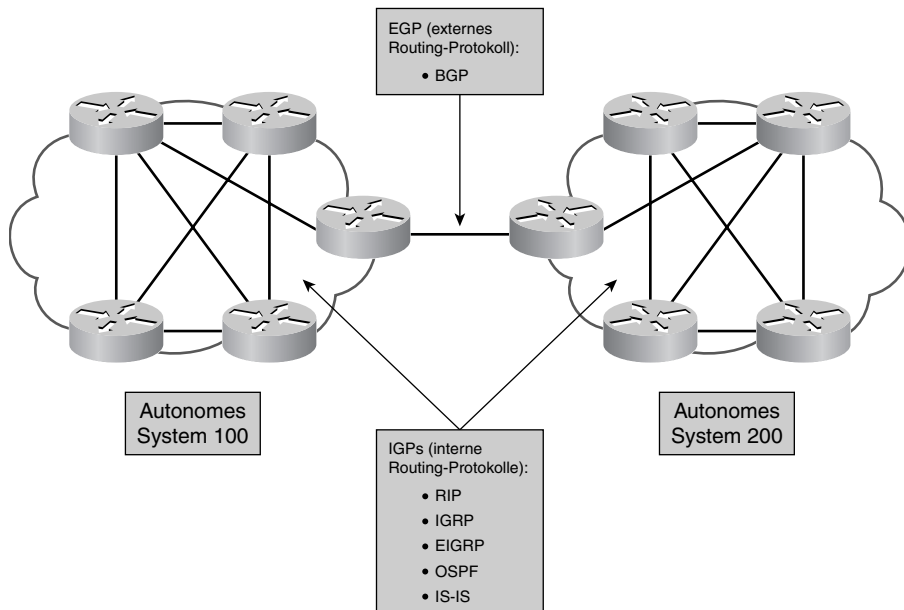 EGP (externes
Routing-Protokoll):
• BGP
Autonomes
System 100
Autonomes
System 200
IGPs (interne
Routing-Protokolle):
• RIP
• IGRP
• EIGRP
• OSPF
• IS-IS